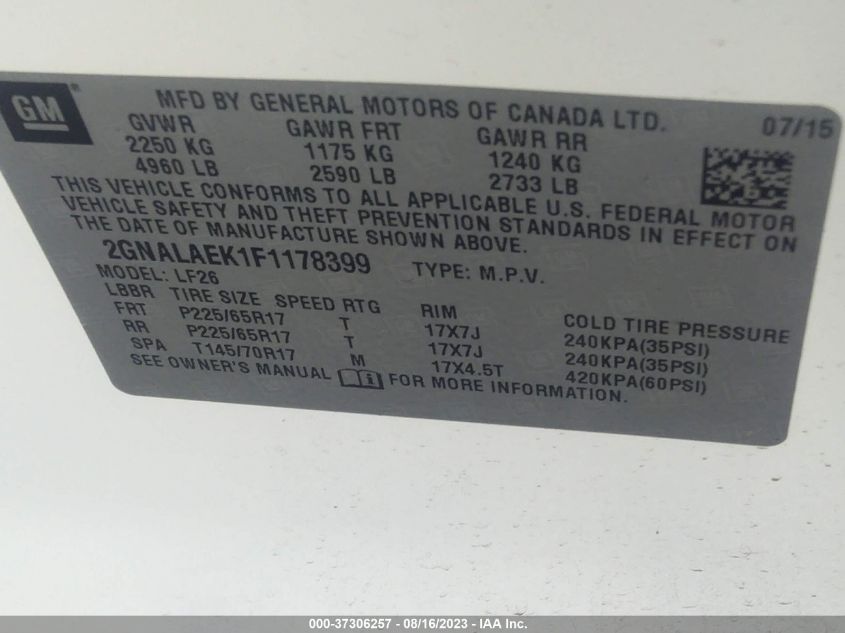 GM ®
MFD BY GENERAL MOTORS OF CANADA LTD.
07/15
GVWR GAWR FRT GAWR RR
2250 KG 1175 KG 1240 KG
4960 LB 2590 LB 2733 LB
THIS VEHICLE CONFORMS TO ALL APPLICABLE U.S. FEDERAL MOTOR
VEHICLE SAFETY AND THEFT PREVENTION STANDARDS IN EFFECT ON
THE DATE OF MANUFACTURE SHOWN ABOVE.
2GNALAEK1F1178399 TYPE: M.P.V.
MODEL: LF26
LBBR TIRE SIZE SPEED RTG RIM COLD TIRE PRESSURE
FRT P225/65R17 T 17X7J 240KPA(35PSI)
RR P225/65R17 T 17X7J 240KPA(35PSI)
SPA T145/70R17 M 17X4.5T 420KPA(60PSI)
SEE OWNER'S MANUAL FOR MORE INFORMATION.
000-37306257 - 08/16/2023 - IAA Inc.